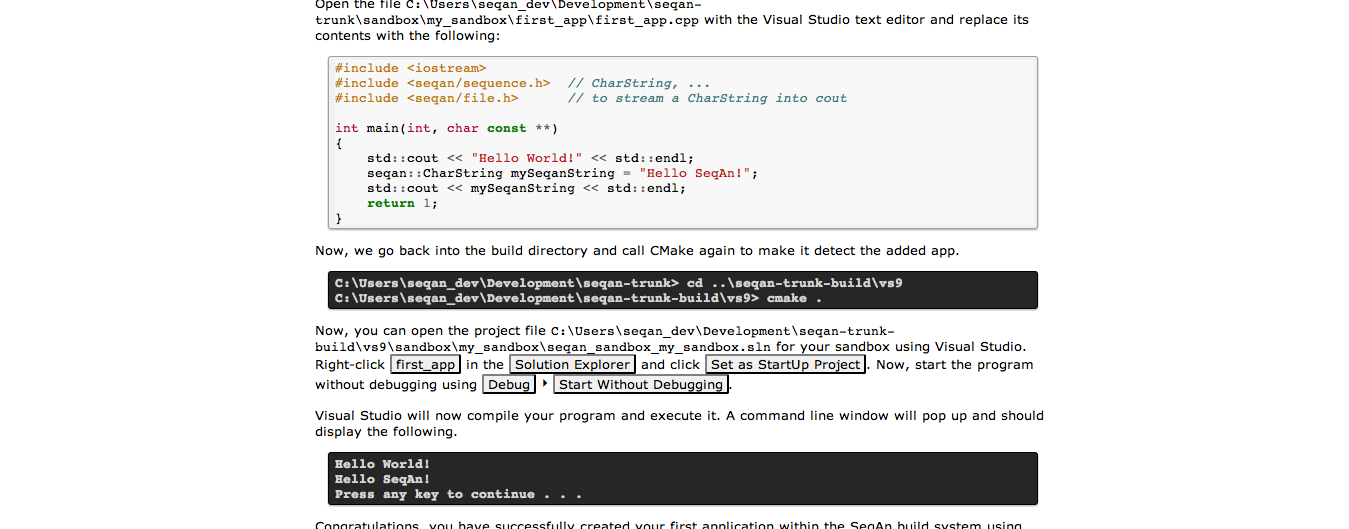 Open the file C:\Users\seqan_dev\Development\seqan-
trunk\sandbox\my_sandbox\first_app\first_app.cpp with the Visual Studio text editor and replace its
contents with the following:
#include <iostream>
#include <seqan/sequence.h>  // CharString, ...
#include <seqan/file.h>      // to stream a CharString into cout
int main(int, char const **)
{
    std::cout << "Hello World!" << std::endl;
    seqan::CharString mySeqanString = "Hello SeqAn!";
    std::cout << mySeqanString << std::endl;
    return 1;
}
Now, we go back into the build directory and call CMake again to make it detect the added app.
C:\Users\seqan_dev\Development\seqan-trunk> cd ..\seqan-trunk-build\vs9
C:\Users\seqan_dev\Development\seqan-trunk-build\vs9> cmake .
Now, you can open the project file C:\Users\seqan_dev\Development\seqan-trunk-
build\vs9\sandbox\my_sandbox\seqan_sandbox_my_sandbox.sln for your sandbox using Visual Studio.
Right-click first_app in the Solution Explorer and click Set as StartUp Project. Now, start the program
without debugging using Debug ‣ Start Without Debugging.
Visual Studio will now compile your program and execute it. A command line window will pop up and should
display the following.
Hello World!
Hello SeqAn!
Press any key to continue . . .
Congratulations, you have successfully created your first application within the SeqAn build system using